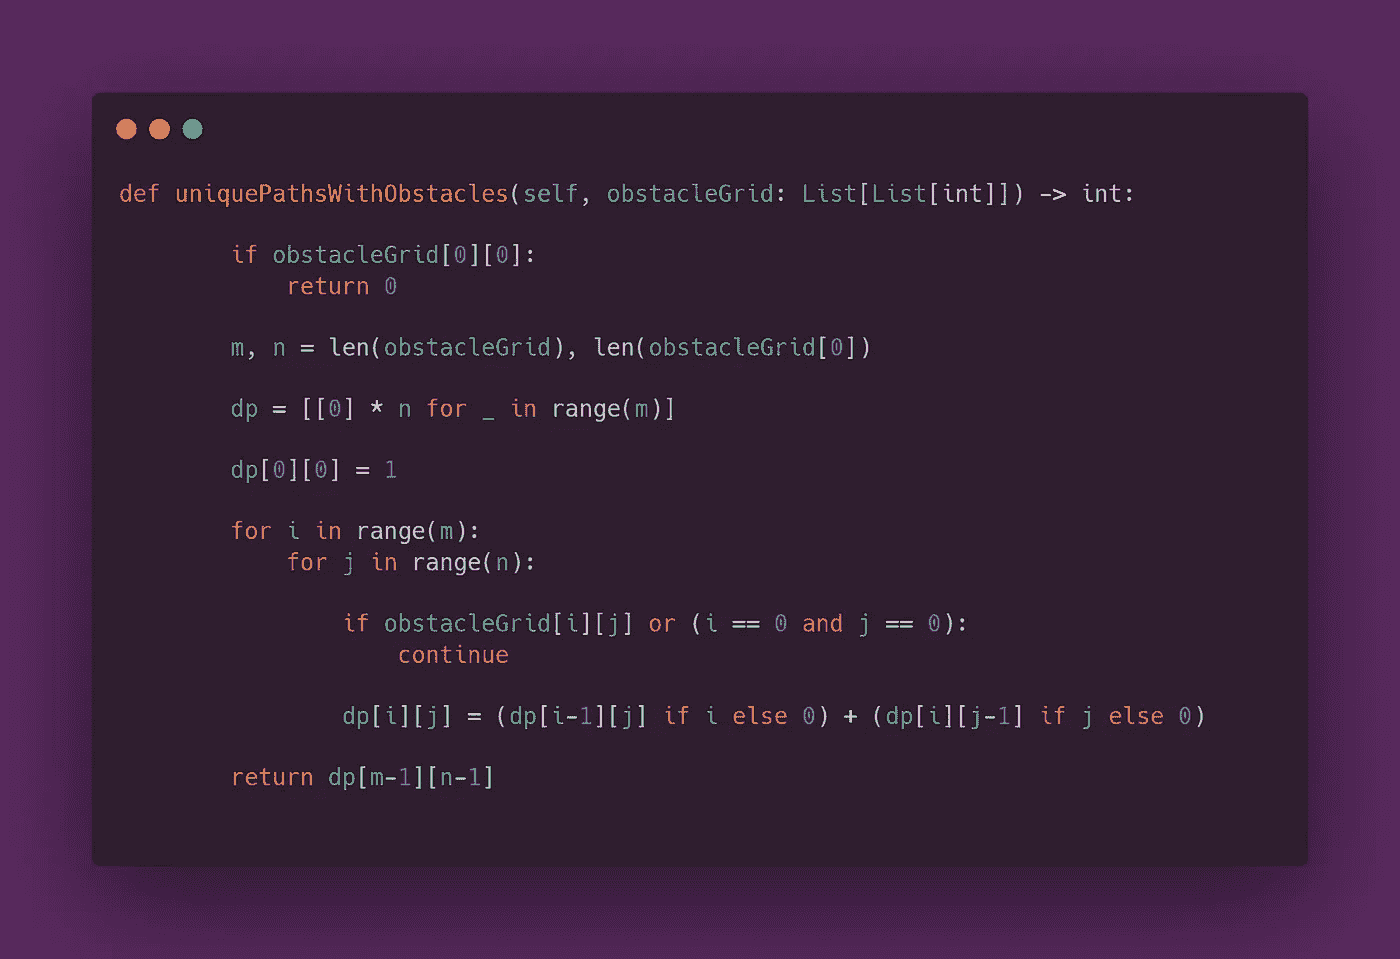 def uniquePathsWithObstacles(self, obstacleGrid: List[List[int]]) -> int:
if obstacleGrid[0][0]:
return 0
m, n = len(obstacleGrid), len(obstacleGrid[0])
dp = [[0] * n for _ in range(m)]
dp[0][0] = 1
for i in range(m):
for j in range(n):
if obstacleGrid[i][j] or (i == 0 and j == 0):
continue
dp[i][j] = (dp[i-1][j] if i else 0) + (dp[i][j-1] if j else 0)
return dp[m-1][n-1]